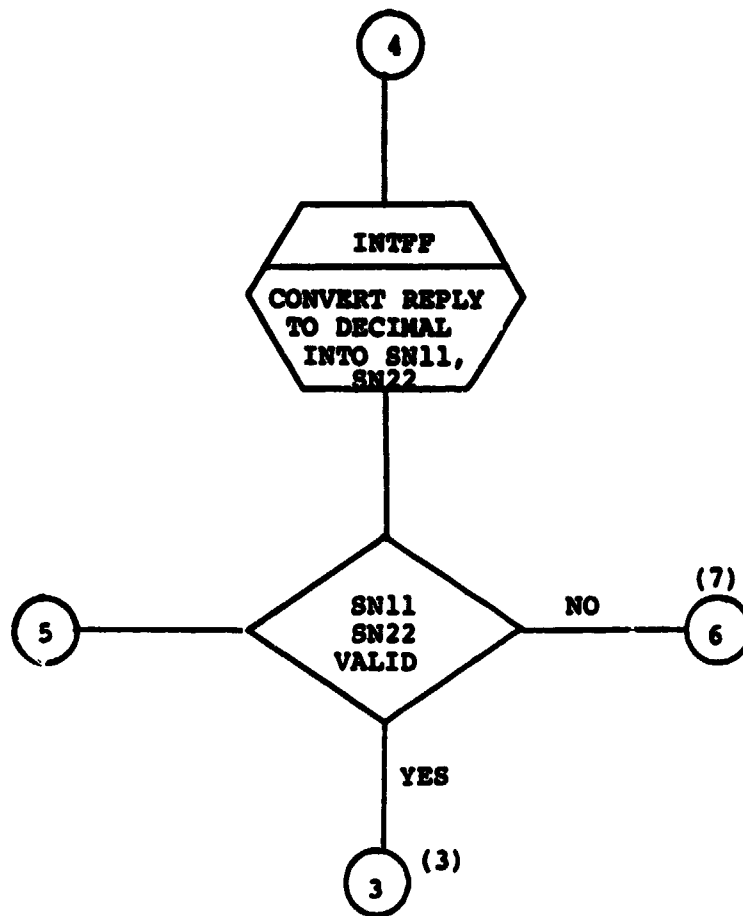 4
INTFF
CONVERT REPLY
TO DECIMAL
INTO SN11,
SN22
SN11
SN22
VALID
5
NO
(7)
6
YES
3
(3)